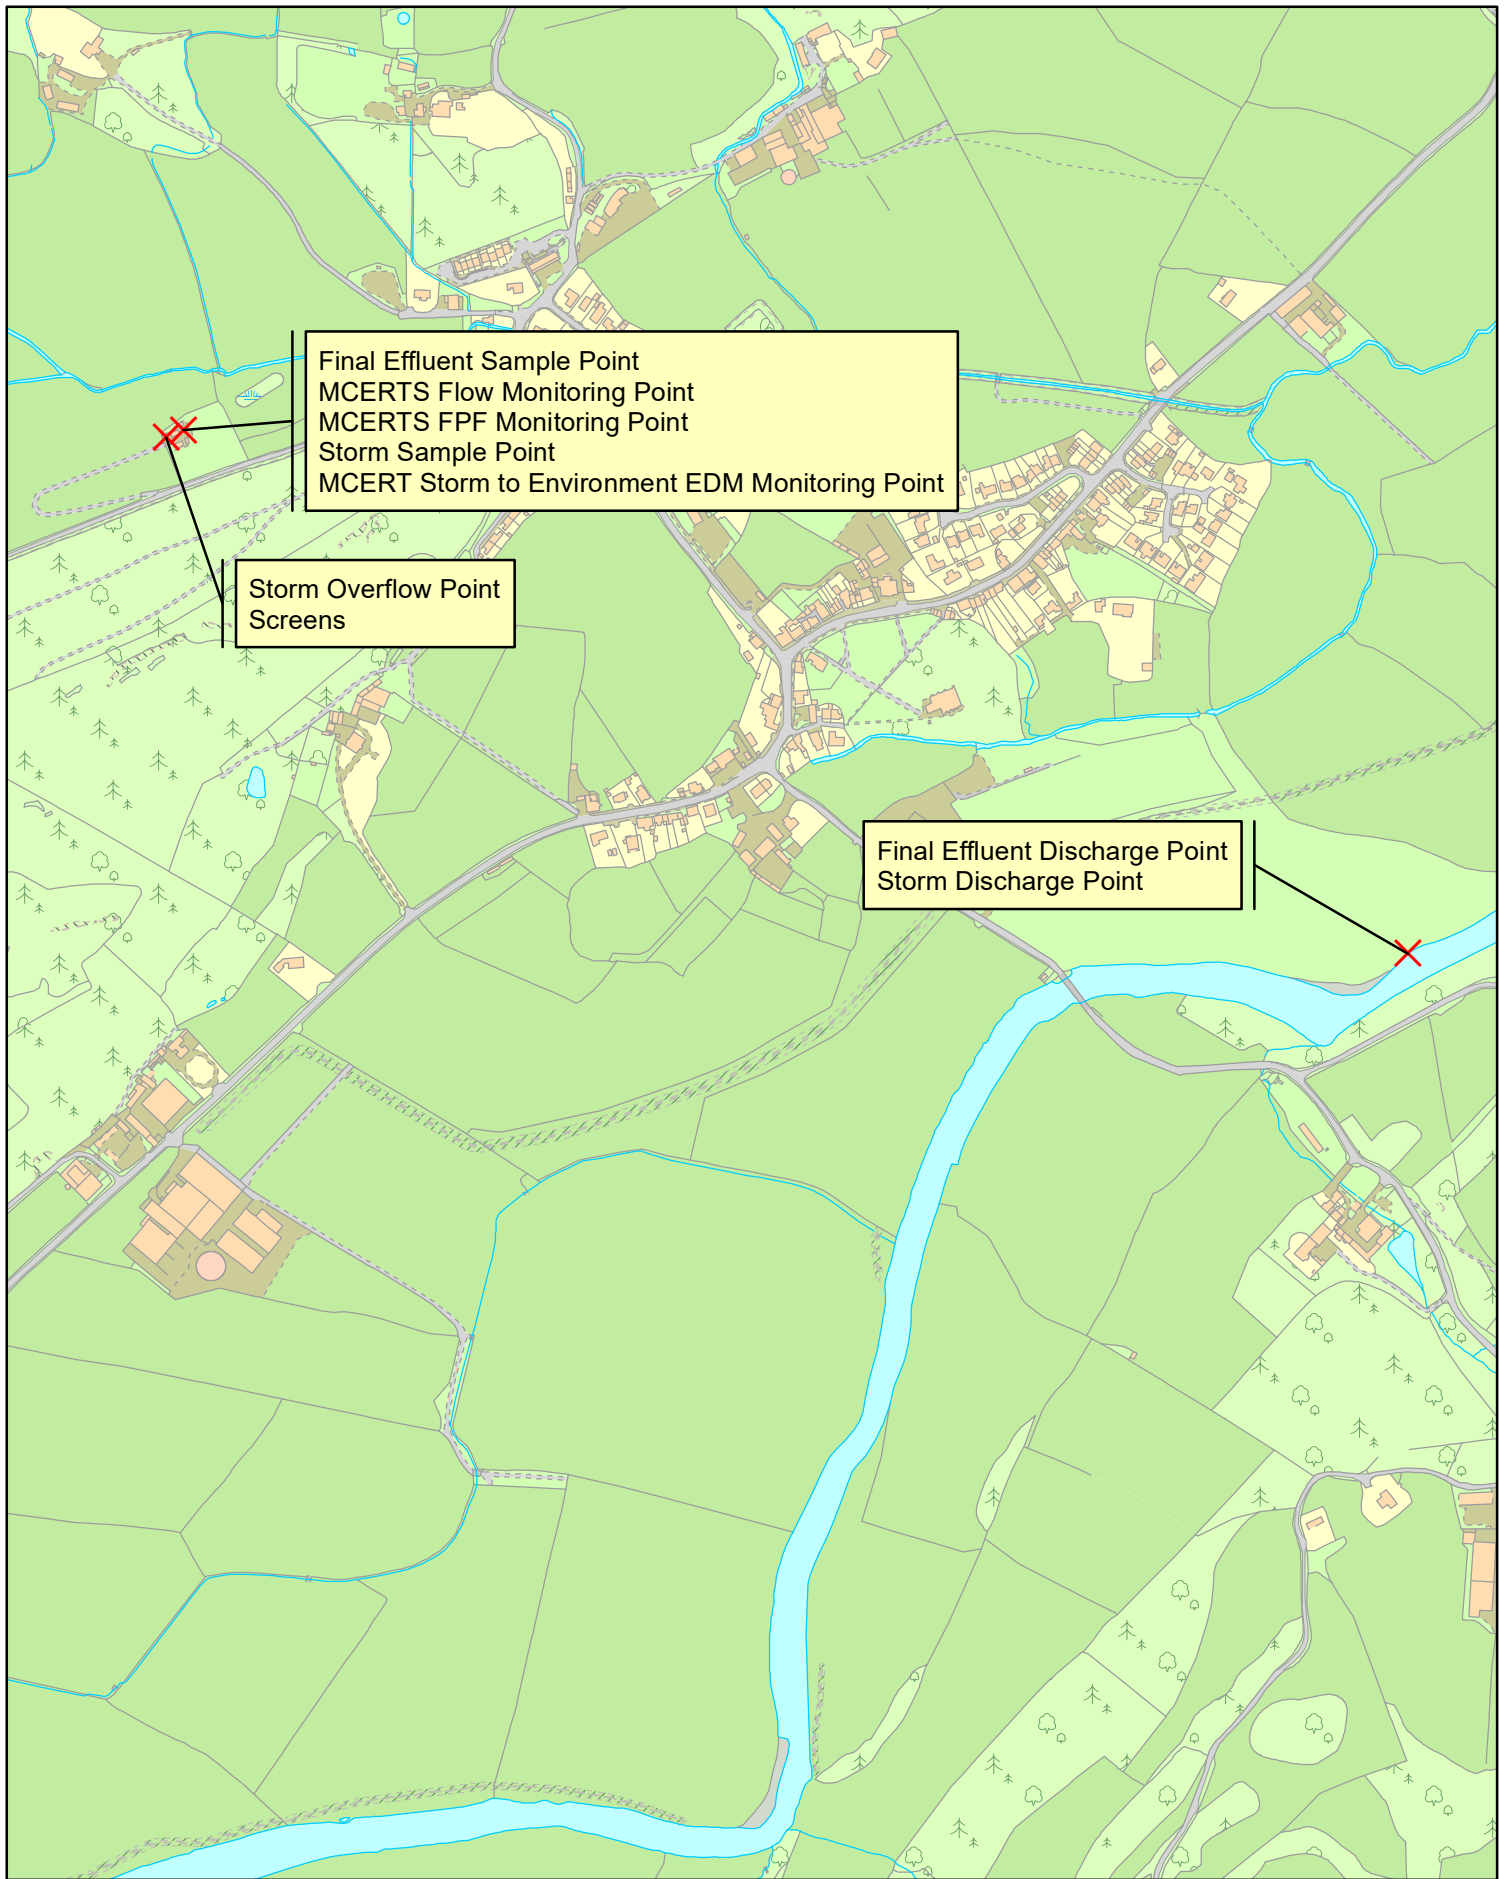 Final Effluent Sample Point
MCERTS Flow Monitoring Point
MCERTS FPF Monitoring Point
Storm Sample Point
MCERT Storm to Environment EDM Monitoring Point
Storm Overflow Point
Screens
Final Effluent Discharge Point
Storm Discharge Point